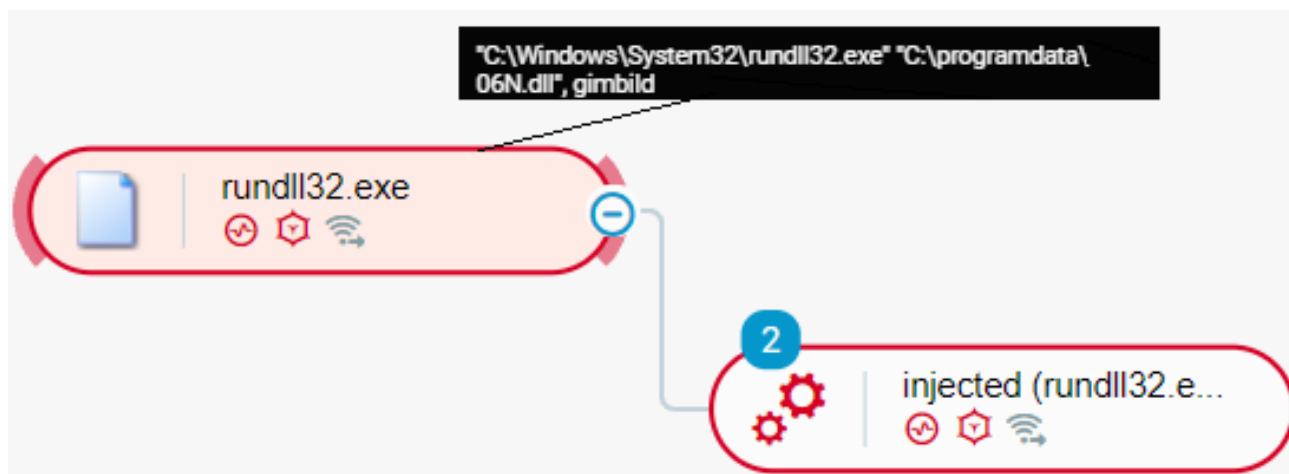 "C:\Windows\System32\rundll32.exe" "C:\programdata\
06N.dll", gimbild
rundll32.exe
2
injected (rundll32.e...